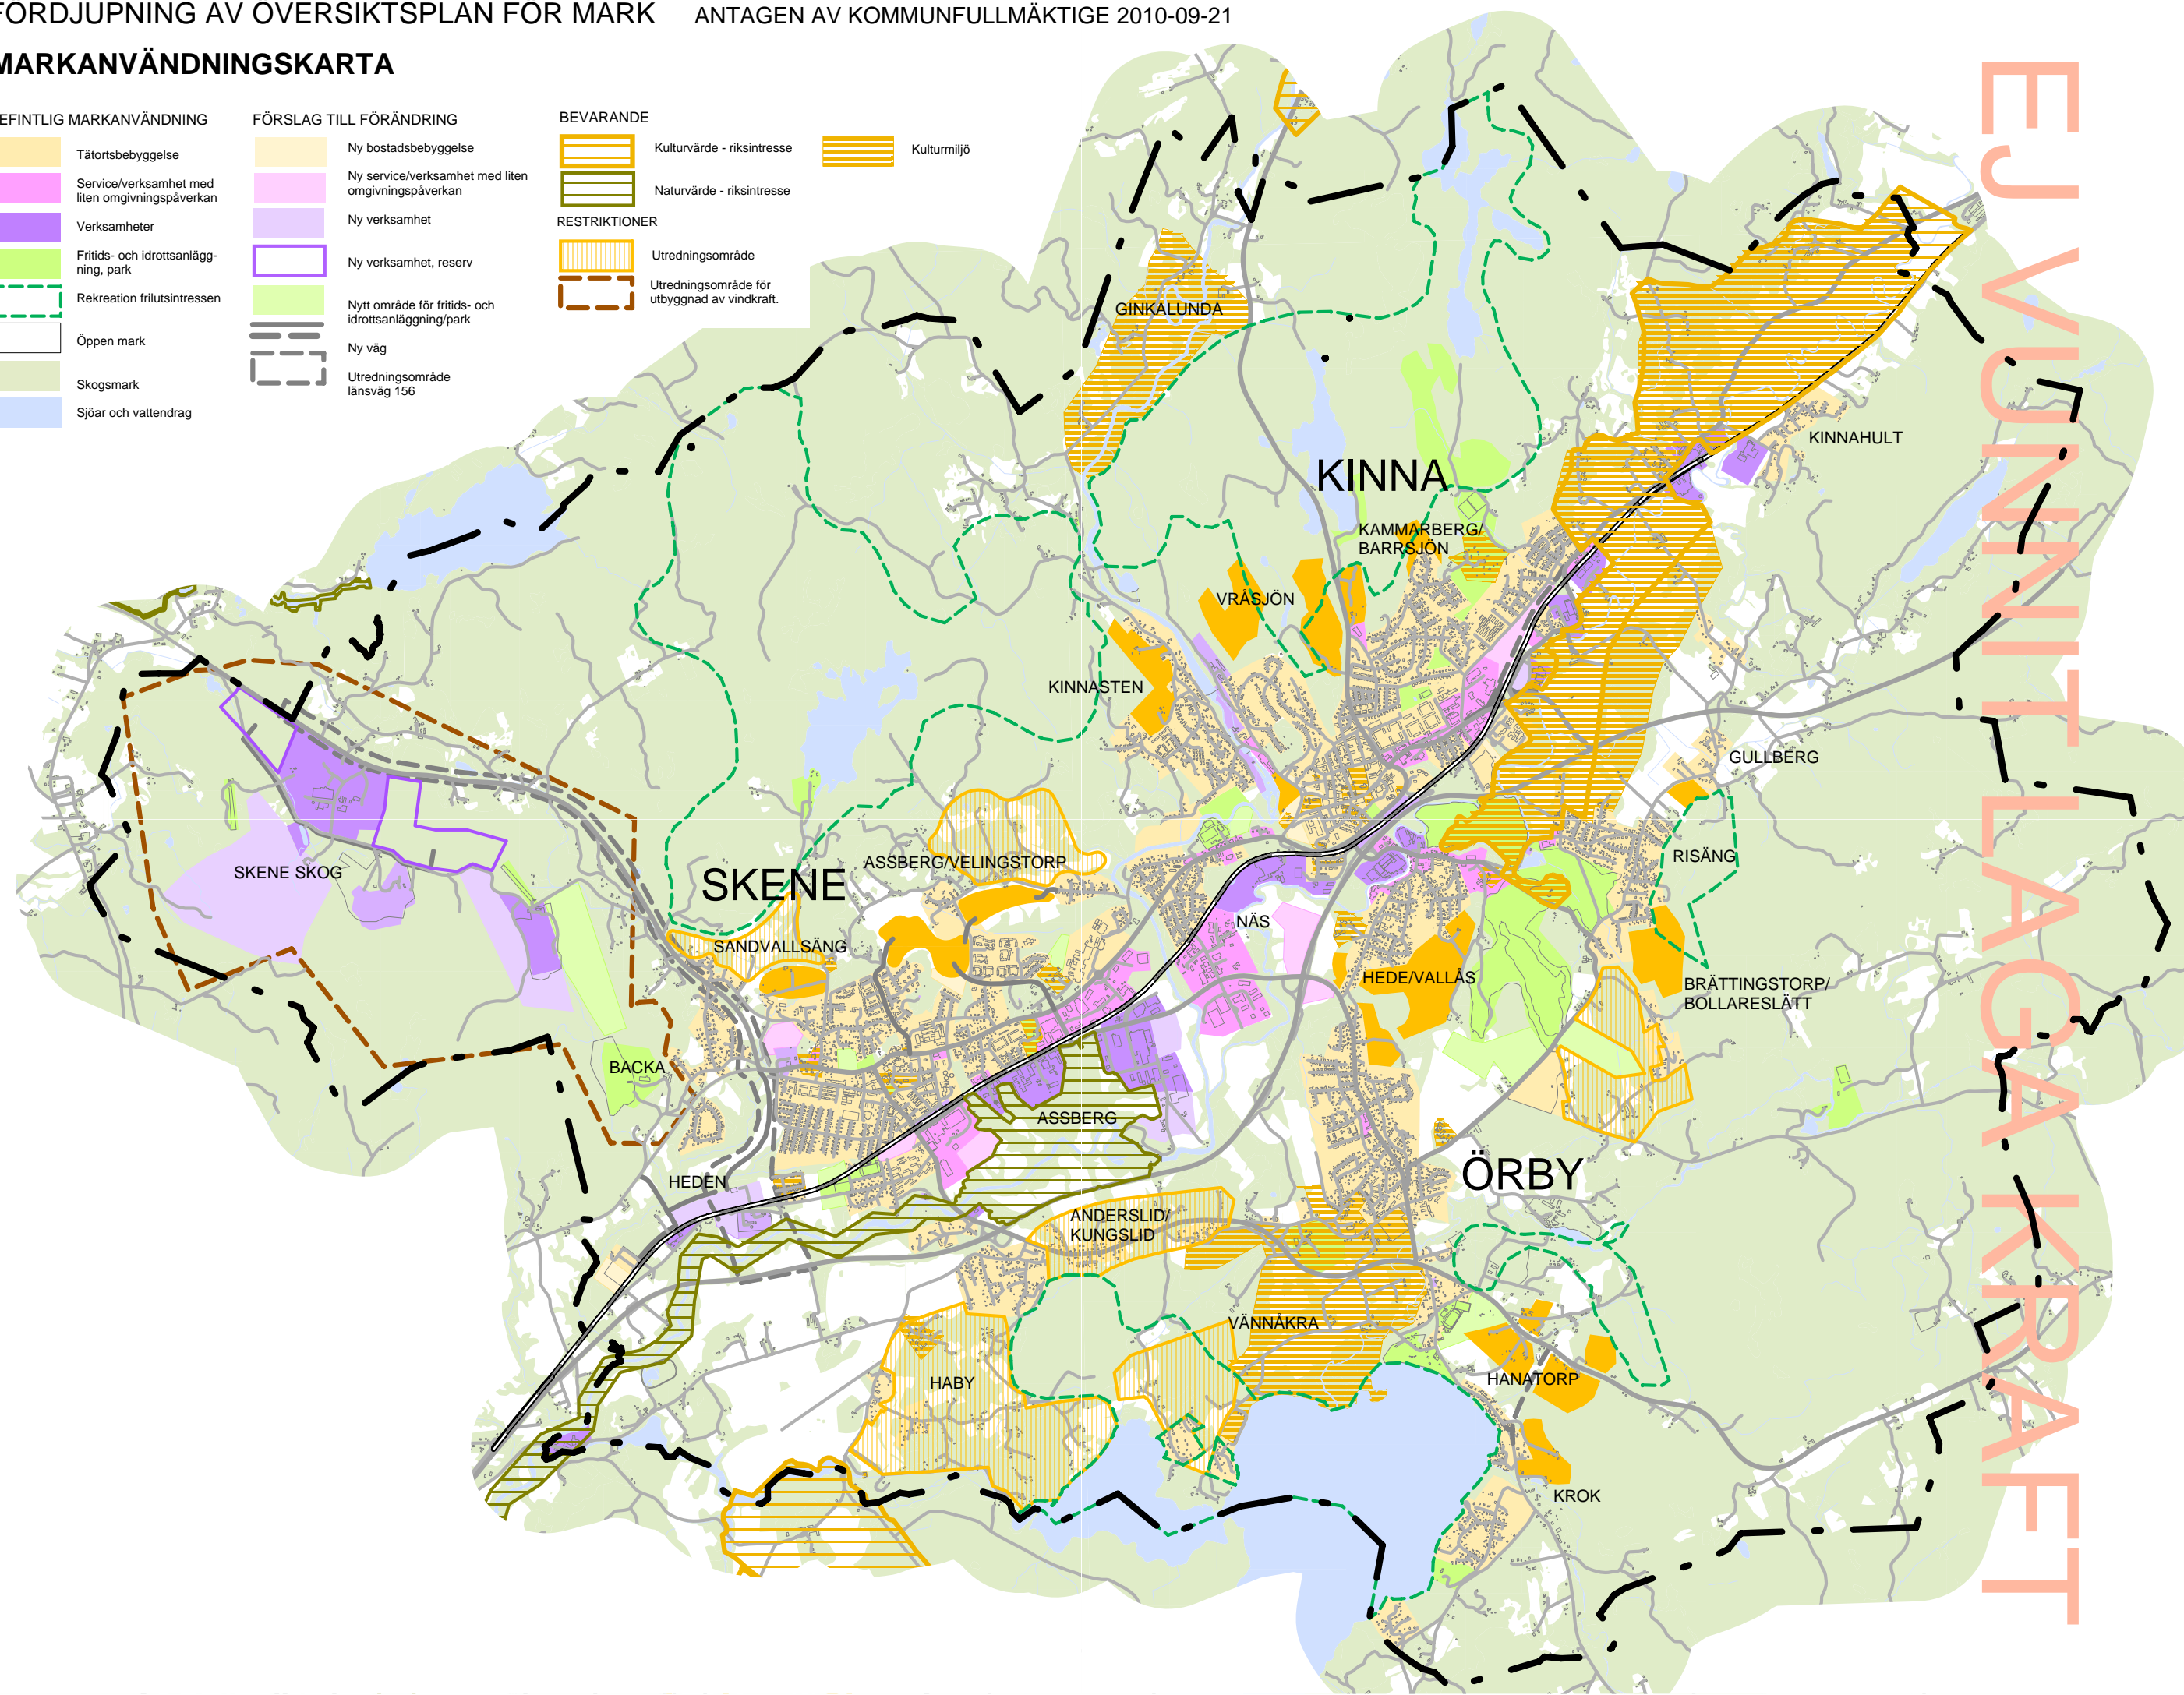 FÖRDJUPNING AV ÖVERSIKTSPLAN FÖR MARK ANTAGEN AV KOMMUNFULLMÄKTIGE 2010-09-21
MARKANVÄNDNINGSKARTA
EFINTLIG MARKANVÄNDNING
Tätortsbebyggelse
Service/verksamhet med
liten omgivningspåverkan
Verksamheter
Fritids- och idrottsanlägg-
ning, park
Rekreation frilutsintressen
Öppen mark
Skogsmark
Sjöar och vattendrag
FÖRSLAG TILL FÖRÄNDRING
Ny bostadsbebyggelse
Ny service/verksamhet med liten
omgivningspåverkan
Ny verksamhet
Ny verksamhet, reserv
Nytt område för fritids- och
idrottsanläggning/park
Ny väg
Utredningsområde
länsväg 156
BEVARANDE
Kulturvärde - riksintresse
Naturvärde - riksintresse
Kulturmiljö
RESTRIKTIONER
Utredningsområde
Utredningsområde för
utbyggnad av vindkraft.
EJ VUNNIT LAGA KRAFT
GINKALUNDA
KINNAHULT
KINNA
KAMMARBERG/
BARRSJÖN
VRÅSJÖN
KINNASTEN
GULLBERG
RISÄNG
ASSBERG/VELINGSTORP
SKENE SKOG
SKENE
SANDVALLSÄNG
NÄS
HEDE/VALLÅS
BRÄTTINGSTORP/
BOLLARESLÄTT
BACKA
ASSBERG
HEDEN
ÖRBY
ANDERSLID/
KUNGSLID
VÄNNÅKRA
HABY
HANATORP
KROK